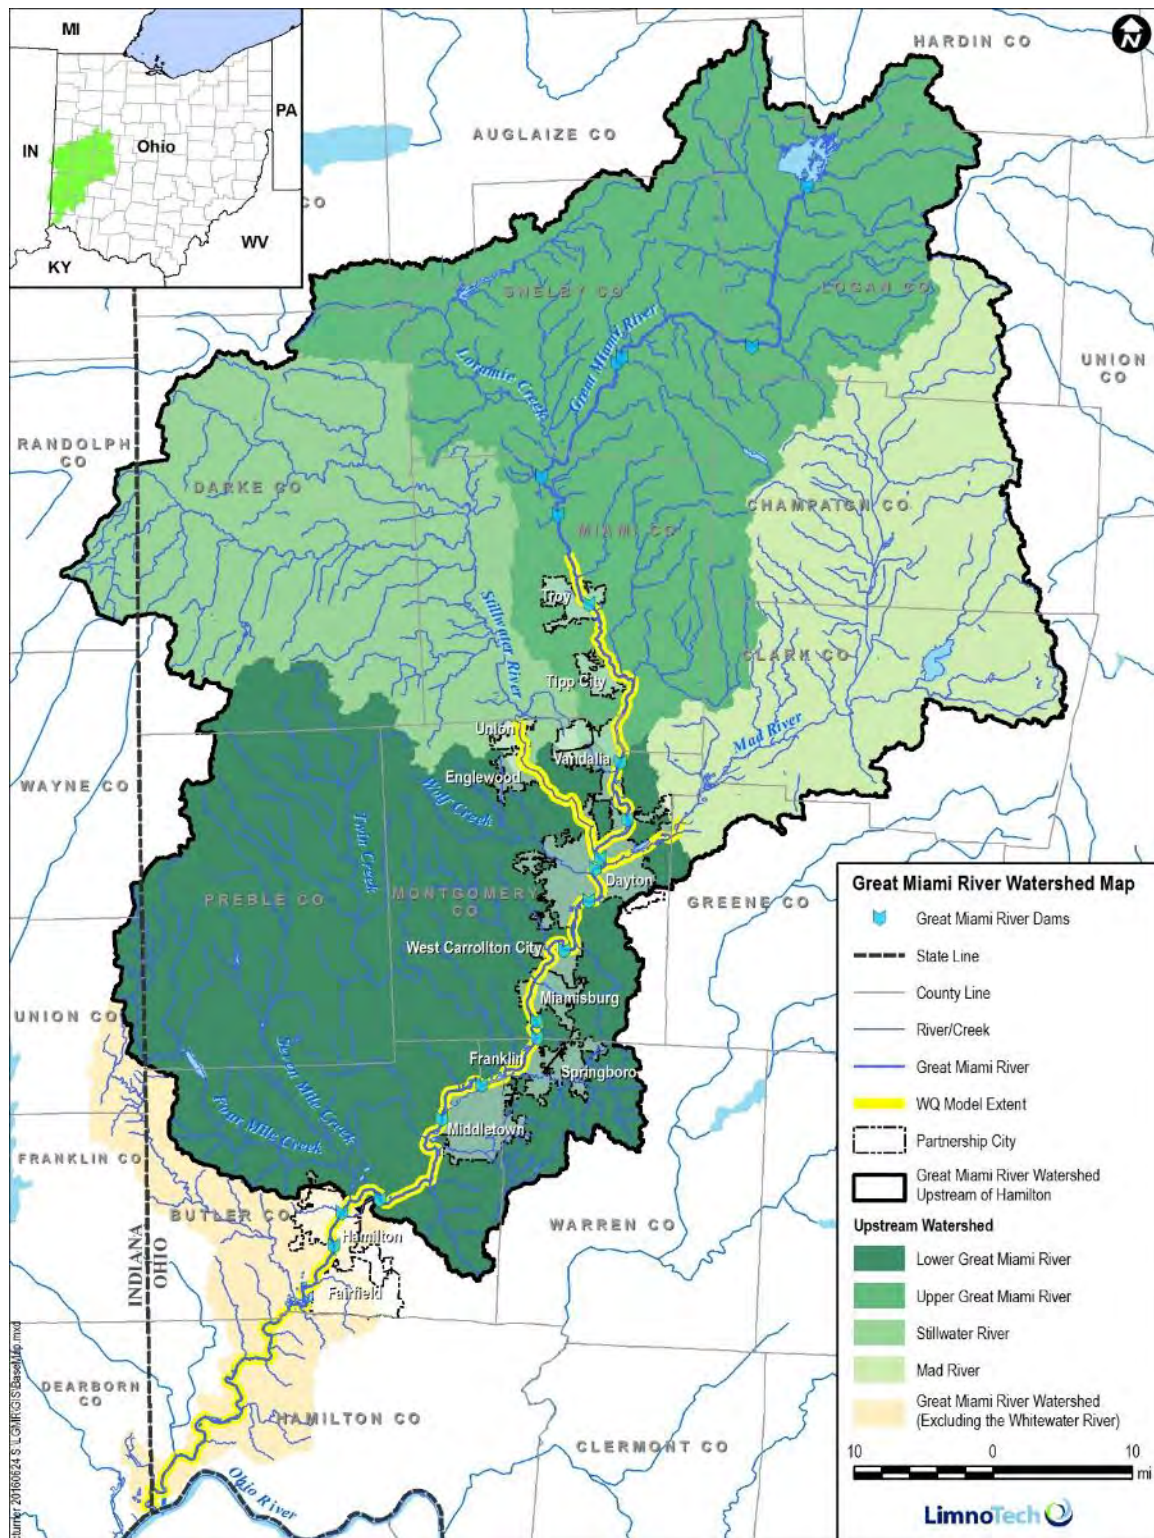 MI
PA
IN
Ohio
WV
KY
N
HARDIN CO
AUGLAIZE CO
CO
SHELBY CO
LOGAN CO
Great Miami River
Loramie Creek
UNION
CO
RANDOLPH
CO
DARKE CO
CHAMPAIGN CO
MIAMI CO
Troy
Stillwater River
CLARK CO
Tipp City
Union
Mad River
Vandalia
Englewood
WAYNE CO
Wolf Creek
Twin Creek
Dayton
PREBLE CO
MONTGOMERY
CO
GREENE CO
West Carrollton City
Miamisburg
UNION CO
Franklin
Springboro
Seven Mile Creek
Four Mile Creek
Middletown
FRANKLIN CO
BUTLER CO
WARREN CO
Hamilton
INDIANA
OHIO
Fairfield
DEARBORN
CO
HAMILTON CO
CLERMONT CO
Ohio River
Great Miami River Watershed Map
Great Miami River Dams
State Line
County Line
River/Creek
Great Miami River
WQ Model Extent
Partnership City
Great Miami River Watershed
Upstream of Hamilton
Upstream Watershed
Lower Great Miami River
Upper Great Miami River
Stillwater River
Mad River
Great Miami River Watershed
(Excluding the Whitewater River)
10 0 10
mi
LimnoTech